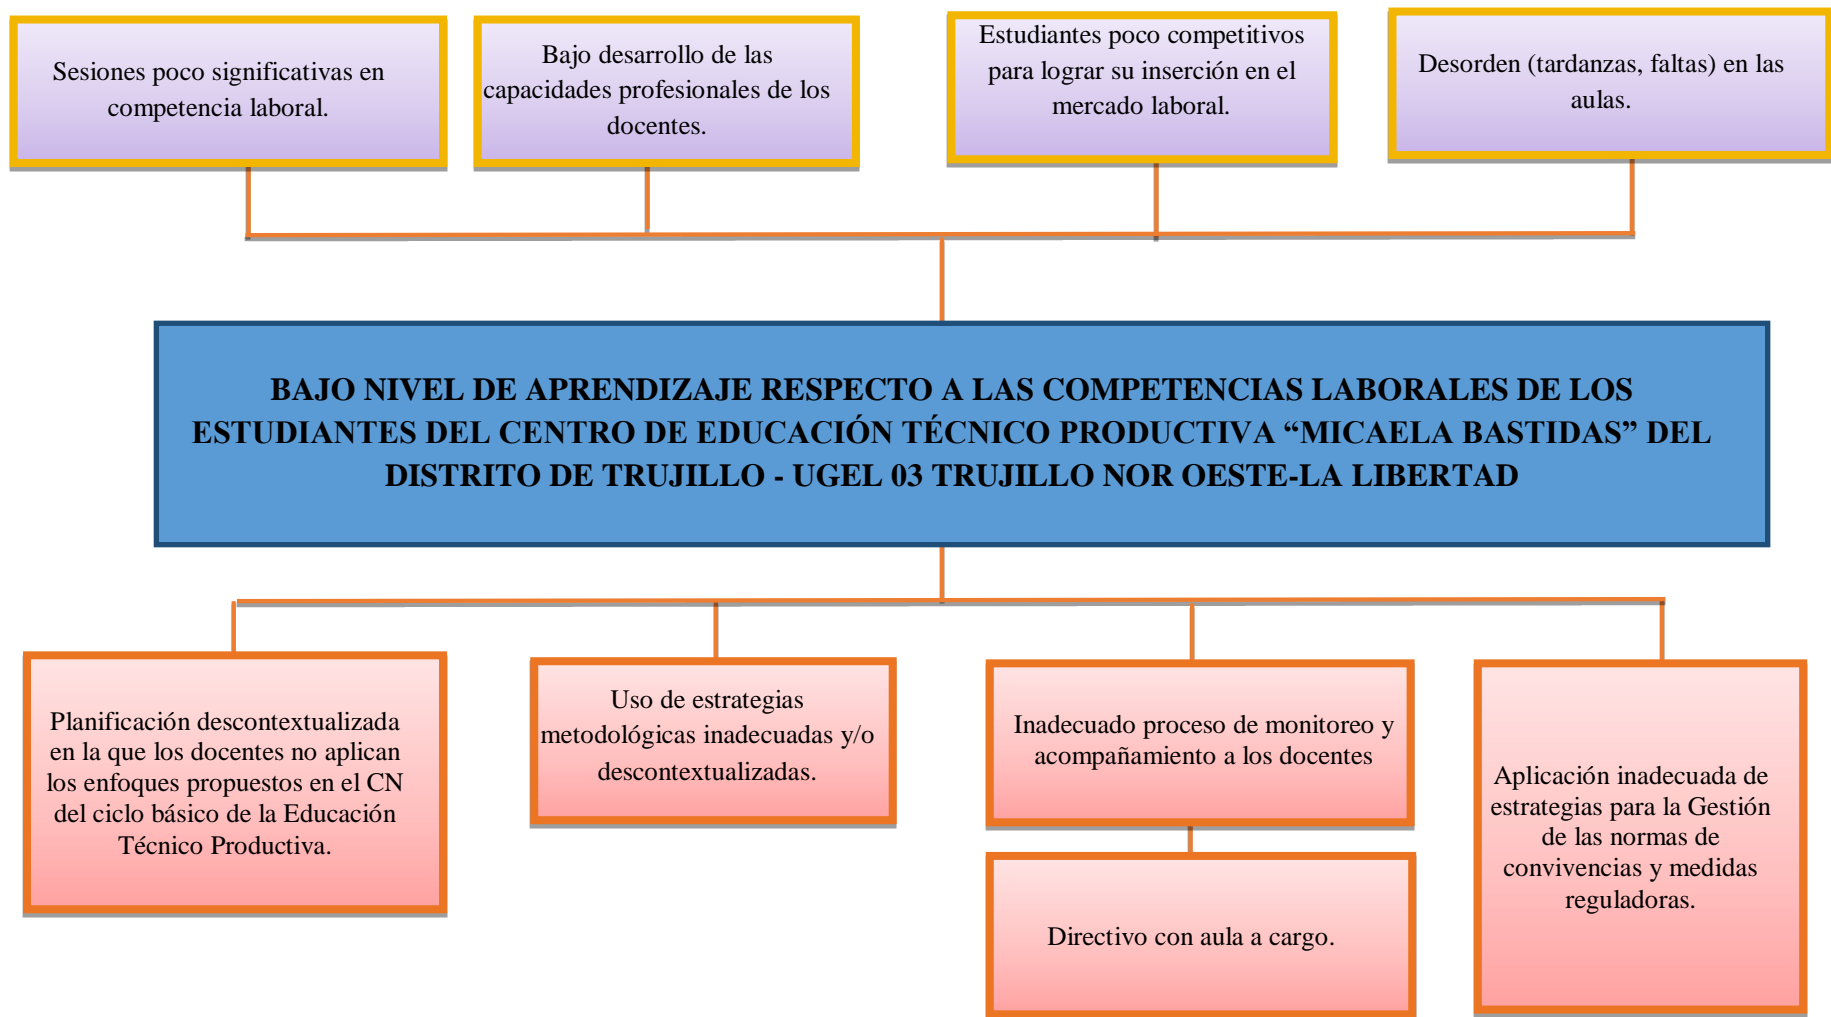 Sesiones poco significativas en
competencia laboral.
Bajo desarrollo de las
capacidades profesionales de los
docentes.
Estudiantes poco competitivos
para lograr su inserción en el
mercado laboral.
Desorden (tardanzas, faltas) en las
aulas.
BAJO NIVEL DE APRENDIZAJE RESPECTO A LAS COMPETENCIAS LABORALES DE LOS
ESTUDIANTES DEL CENTRO DE EDUCACIÓN TÉCNICO PRODUCTIVA “MICAELA BASTIDAS” DEL
DISTRITO DE TRUJILLO - UGEL 03 TRUJILLO NOR OESTE-LA LIBERTAD
Planificación descontextualizada
en la que los docentes no aplican
los enfoques propuestos en el CN
del ciclo básico de la Educación
Técnico Productiva.
Uso de estrategias
metodológicas inadecuadas y/o
descontextualizadas.
Inadecuado proceso de monitoreo y
acompañamiento a los docentes
Directivo con aula a cargo.
Aplicación inadecuada de
estrategias para la Gestión
de las normas de
convivencias y medidas
reguladoras.